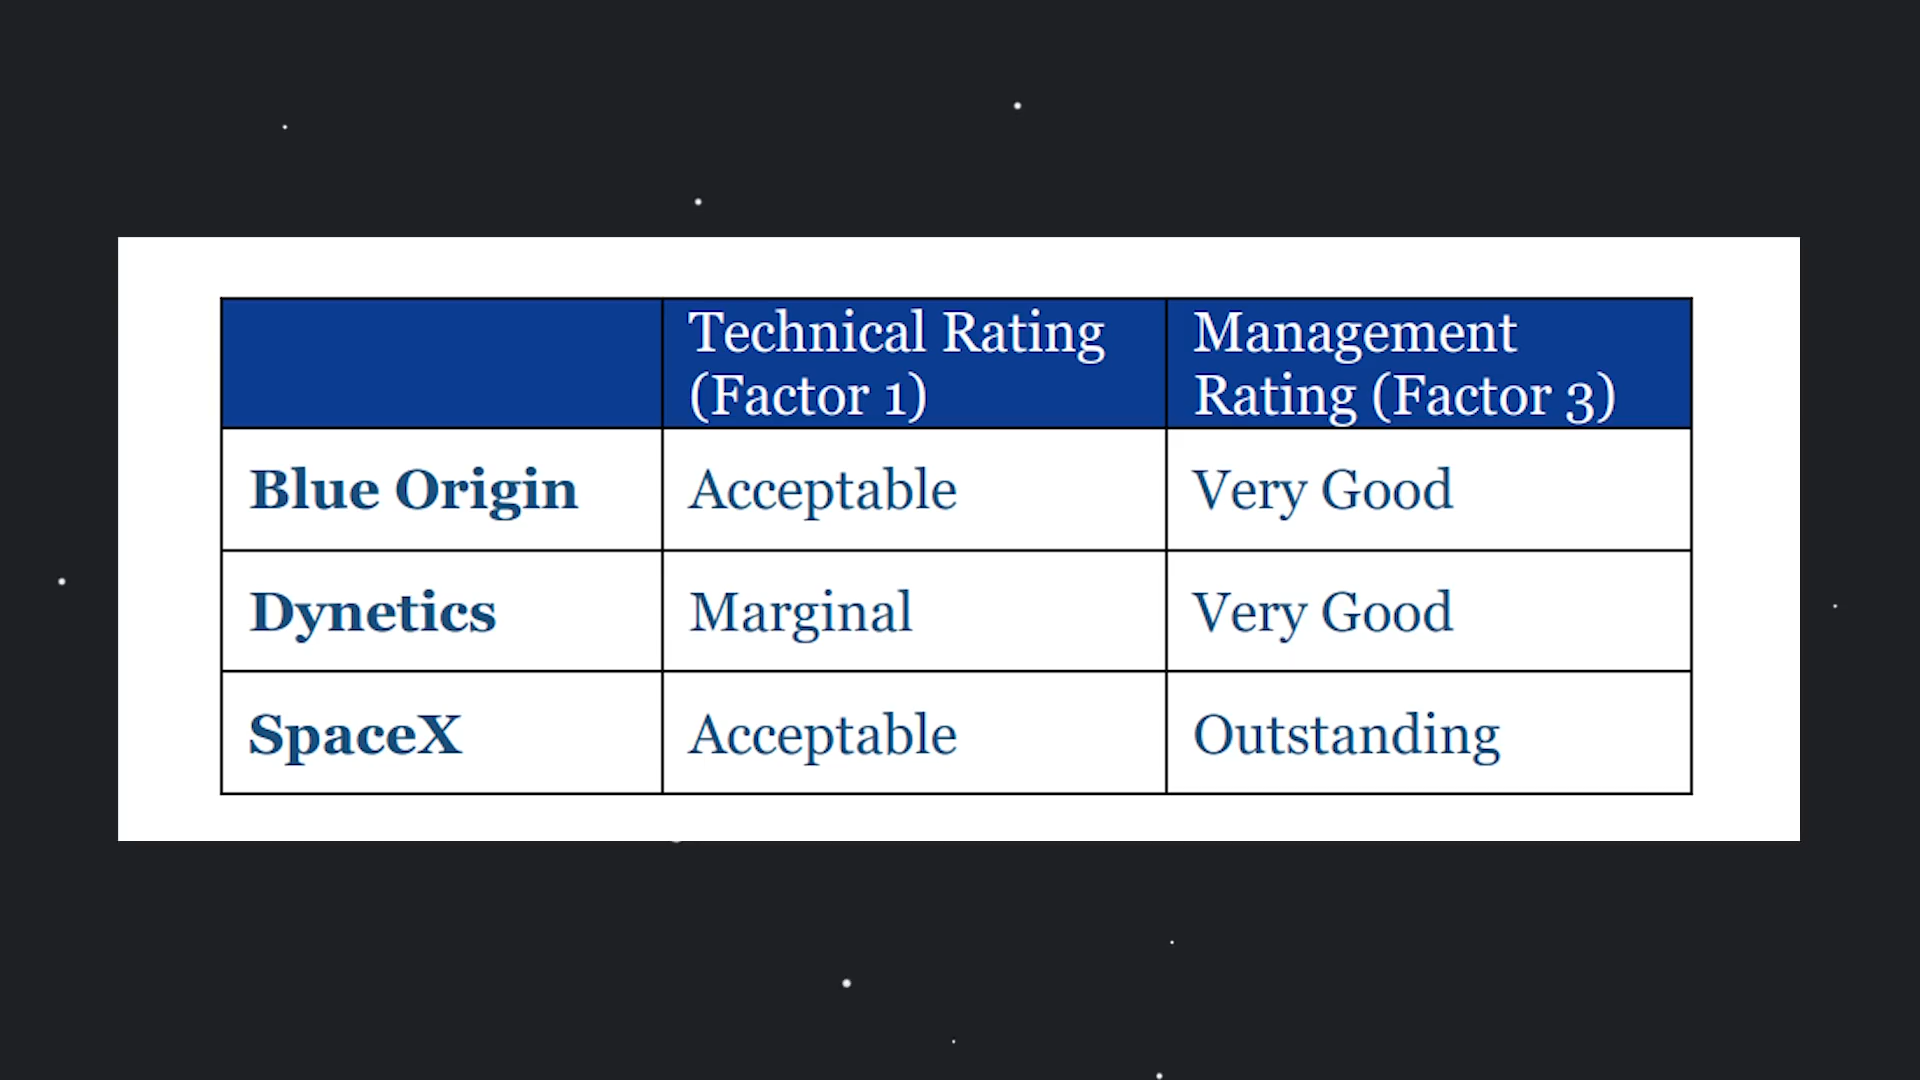 Technical Rating
(Factor 1)
Management
Rating (Factor 3)
Blue Origin
Acceptable
Very Good
Dynetics
Marginal
Very Good
SpaceX
Acceptable
Outstanding